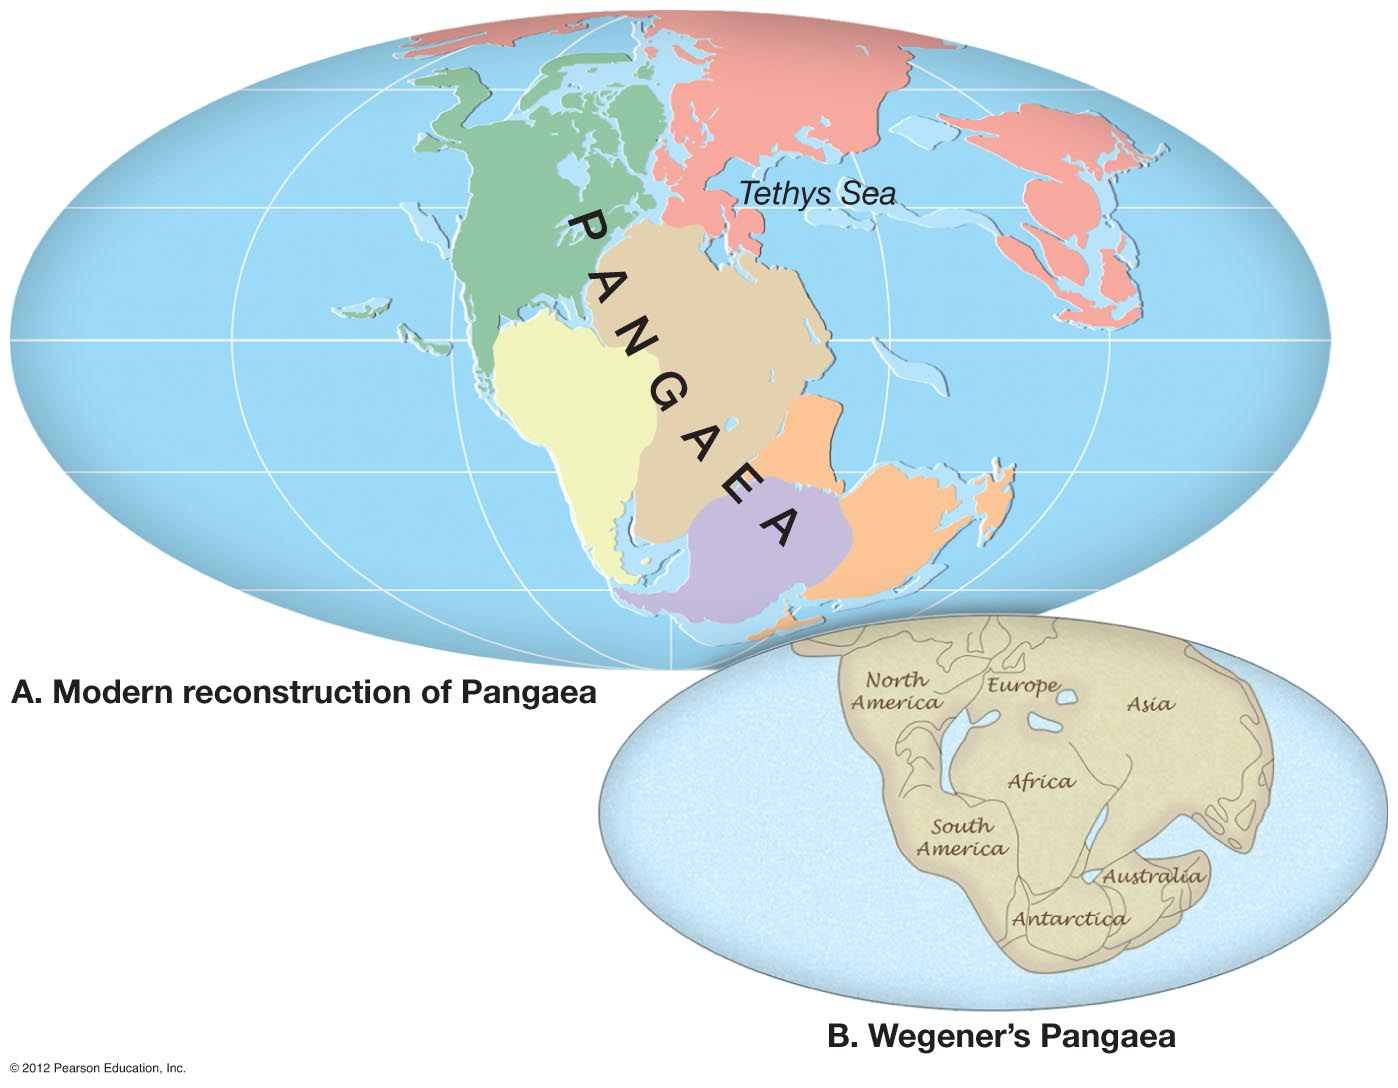 Tethys Sea
PANGAEA
A. Modern reconstruction of Pangaea
North
America
Europe
Asia
Africa
South
America
Australia
Antarctica
B. Wegener's Pangaea
© 2012 Pearson Education, Inc.